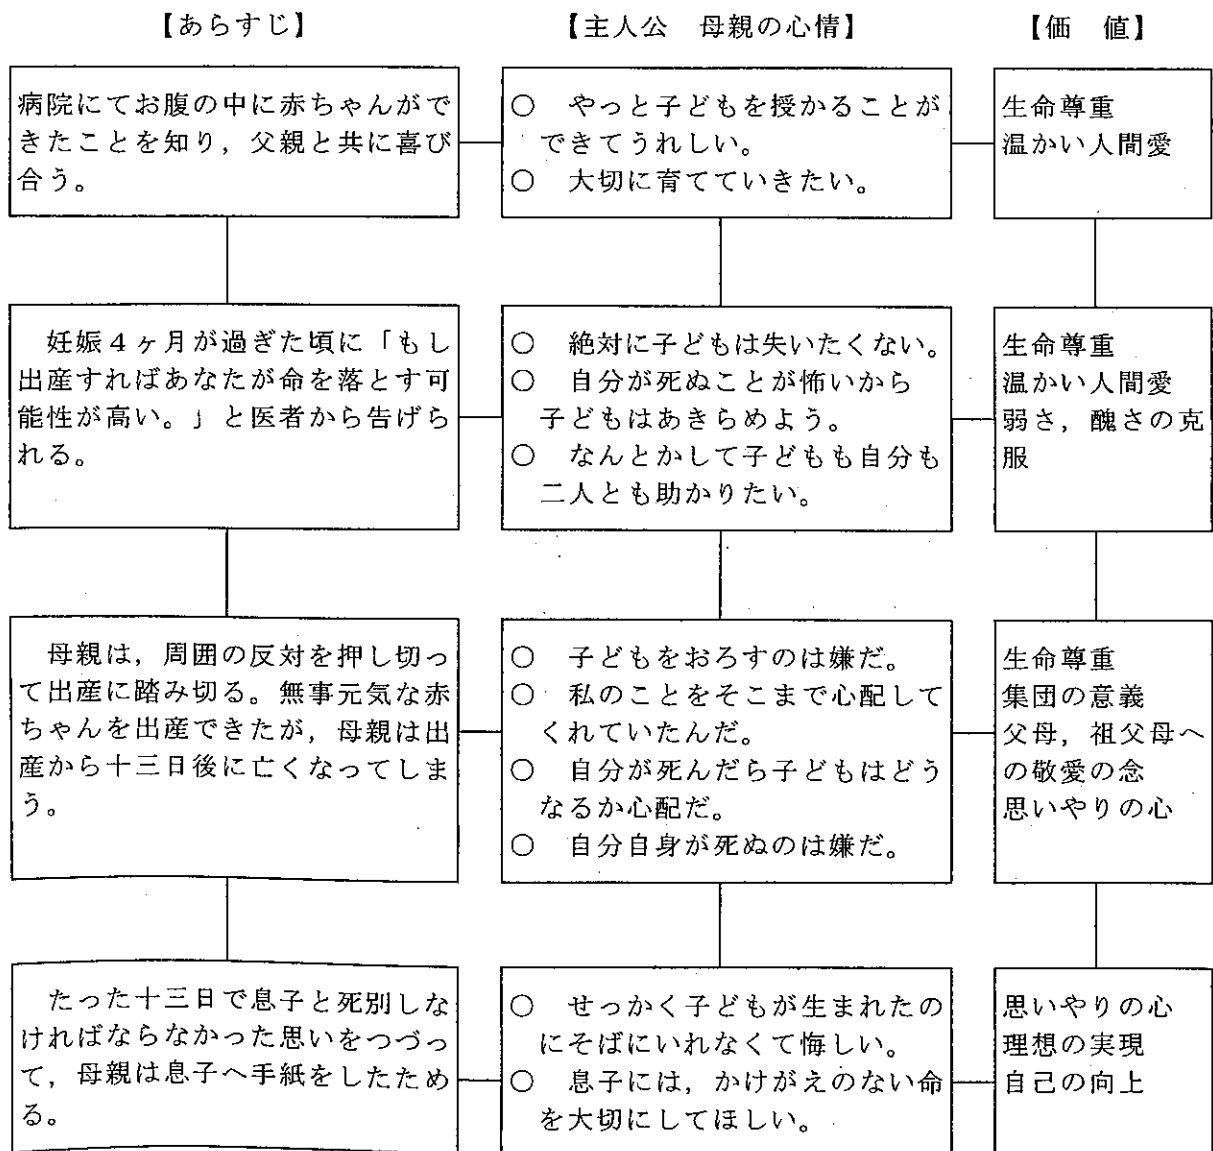 【あらすじ】
【主人公　母親の心情】
【価　値】
病院にてお腹の中に赤ちゃんがで
きたことを知り，父親と共に喜び
合う。
○　やっと子どもを授かることが
できてうれしい。
○　大切に育てていきたい。
生命尊重
温かい人間愛
妊娠４ヶ月が過ぎた頃に「もし
出産すればあなたが命を落とす可
能性が高い。」と医者から告げら
れる。
○　絶対に子どもは失いたくない。
○　自分が死ぬことが怖いから
子どもはあきらめよう。
○　なんとかして子どもも自分も
二人とも助かりたい。
生命尊重
温かい人間愛
弱さ，醜さの克
服
母親は，周囲の反対を押し切っ
て出産に踏み切る。無事元気な赤
ちゃんを出産できたが，母親は出
産から十三日後に亡くなってしま
う。
○　子どもをおろすのは嫌だ。
○　私のことをそこまで心配して
くれていたんだ。
○　自分が死んだら子どもはどう
なるか心配だ。
○　自分自身が死ぬのは嫌だ。
生命尊重
集団の意義
父母，祖父母へ
の敬愛の念
思いやりの心
たった十三日で息子と死別しな
ければならなかった思いをつづっ
て，母親は息子へ手紙をしたため
る。
○　せっかく子どもが生まれたの
にそばにいれなくて悔しい。
○　息子には，かけがえのない命
を大切にしてほしい。
思いやりの心
理想の実現
自己の向上